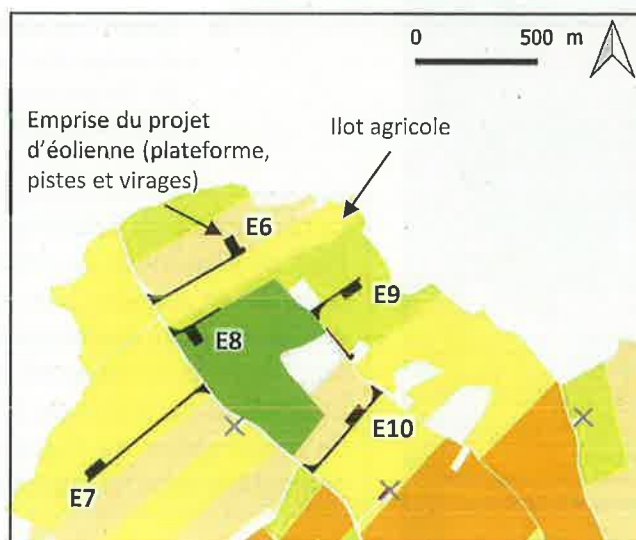 0 500 m
Emprise du projet
d'éolienne (plateforme,
pistes et virages)
Ilot agricole
E6
E9
E8
E10
E7